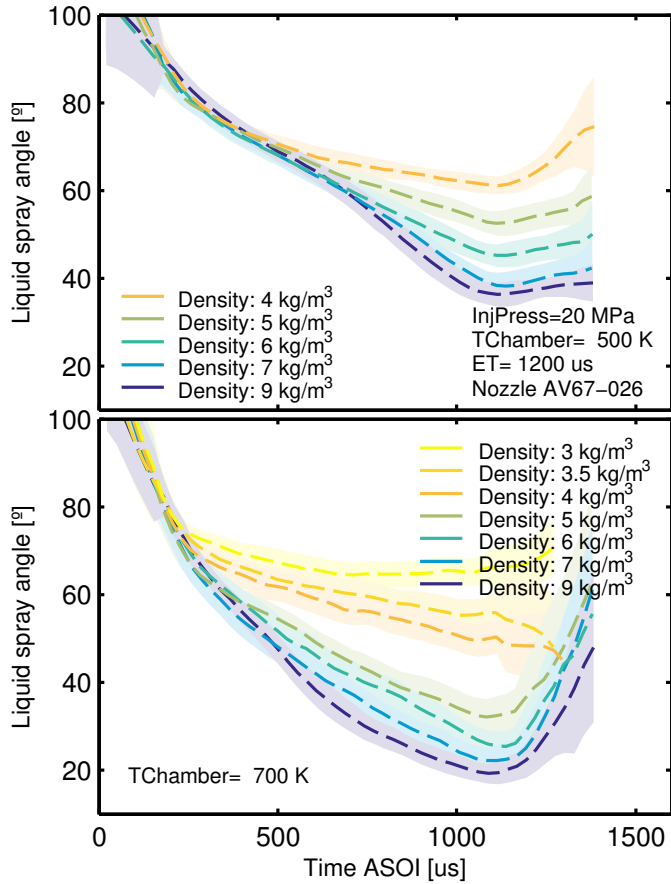 100
80
60
40
20
Liquid spray angle [º]
Density: 4 kg/m³
Density: 5 kg/m³
Density: 6 kg/m³
Density: 7 kg/m³
Density: 9 kg/m³
InjPress=20 MPa
TChamber= 500 K
ET= 1200 us
Nozzle AV67−026
100
80
60
40
20
Liquid spray angle [º]
Density: 3 kg/m³
Density: 3.5 kg/m³
Density: 4 kg/m³
Density: 5 kg/m³
Density: 6 kg/m³
Density: 7 kg/m³
Density: 9 kg/m³
TChamber= 700 K
0 500 1000 1500
Time ASOI [us]